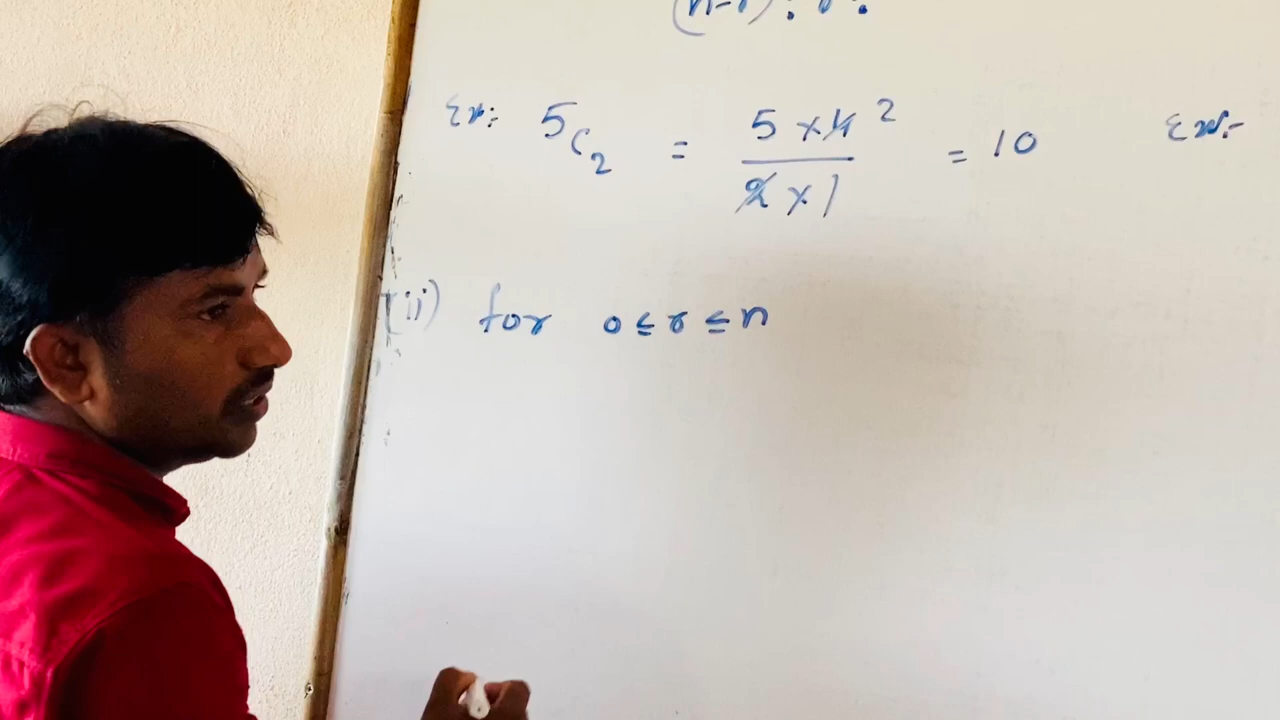 (n-r)! r!
Ex:- 5c2 = 5 x 4 2 / 2 x 1 = 10 Ex:-
(ii) for 0 ≤ r ≤ n